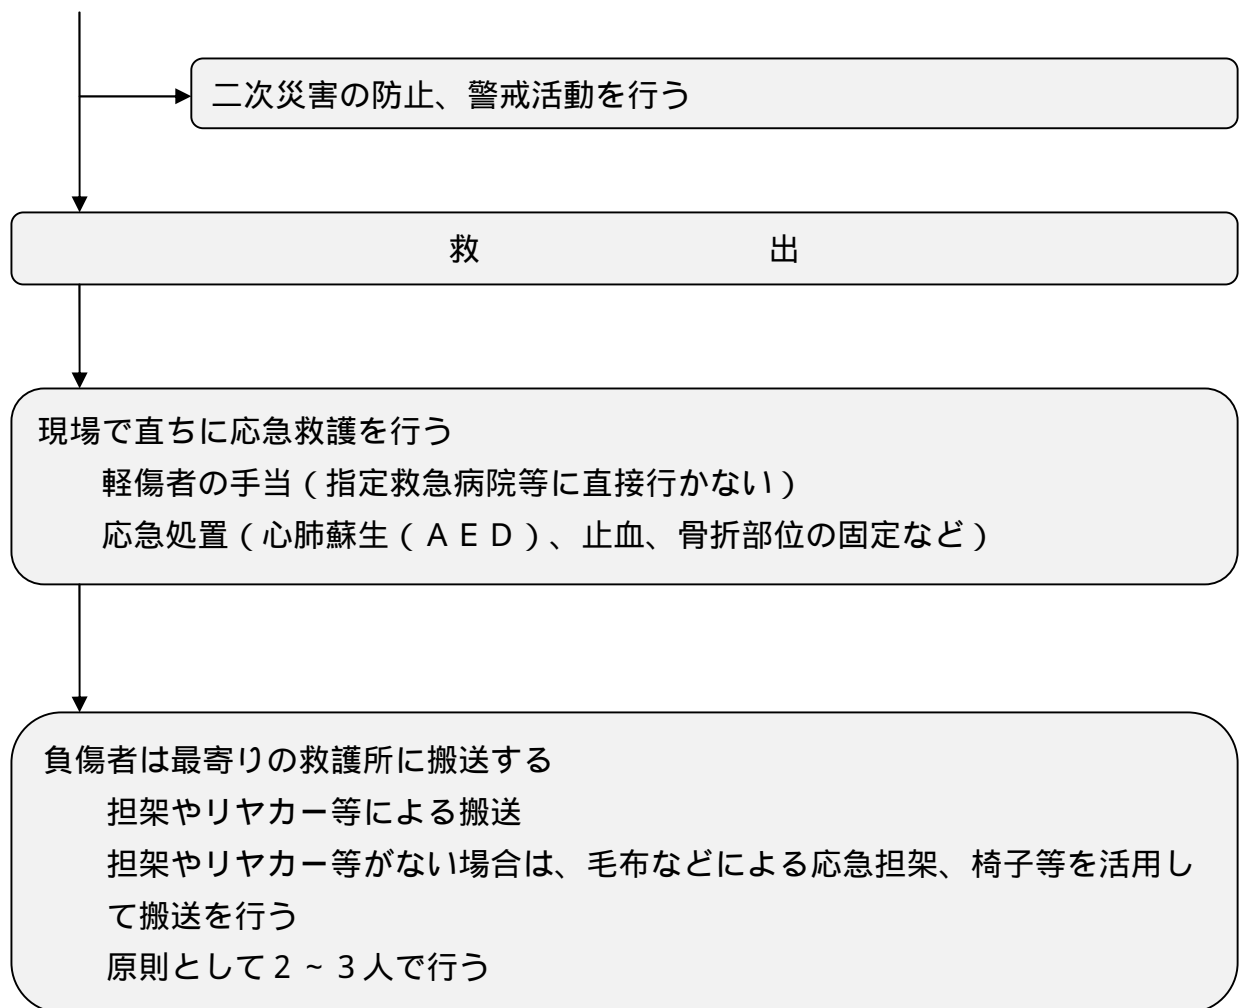 二次災害の防止、警戒活動を行う
救　　　　　　　　　出
現場で直ちに応急救護を行う
軽傷者の手当（指定救急病院等に直接行かない）
応急処置（心肺蘇生（ＡＥＤ）、止血、骨折部位の固定など）
負傷者は最寄りの救護所に搬送する
担架やリヤカー等による搬送
担架やリヤカー等がない場合は、毛布などによる応急担架、椅子等を活用し
て搬送を行う
原則として２～３人で行う